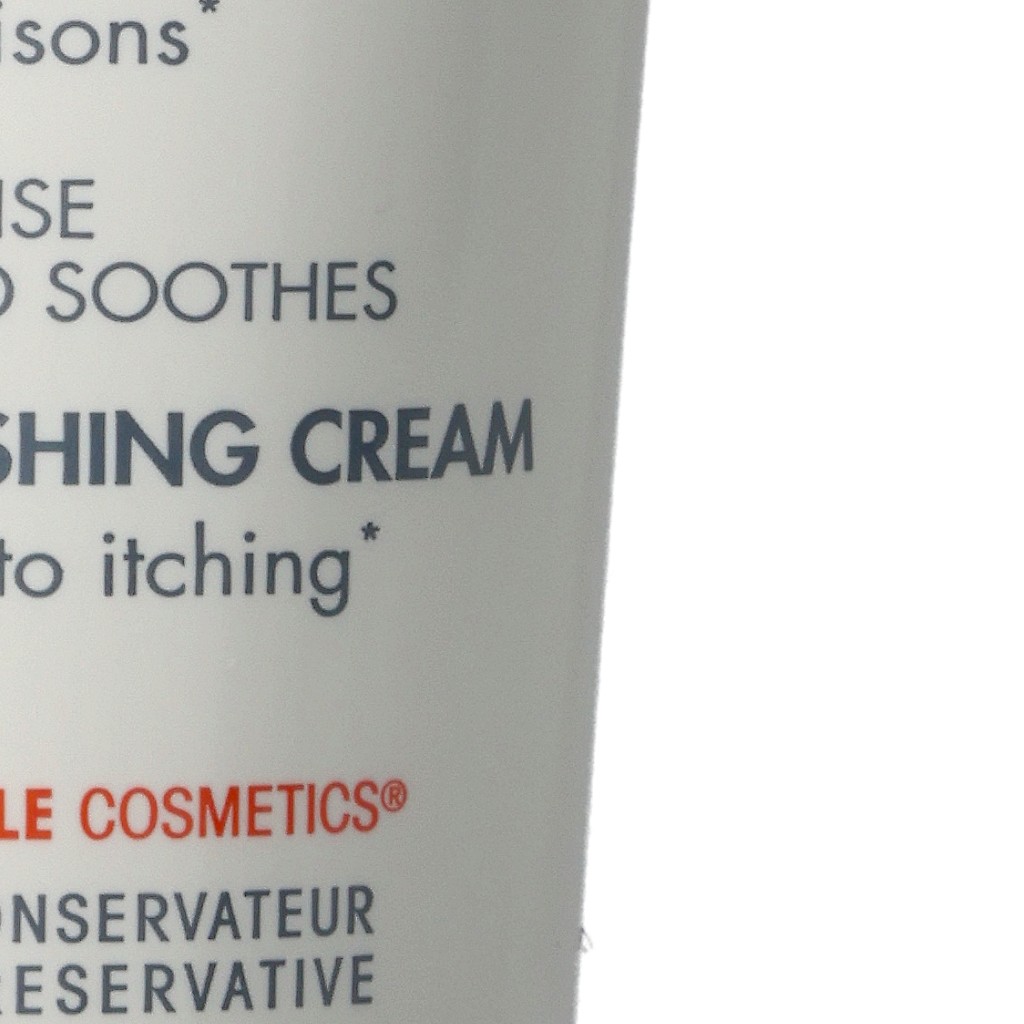 isons*
ISE
D SOOTHES
SHING CREAM
to itching*
LE COSMETICS®
ONSERVATEUR
RESERVATIVE